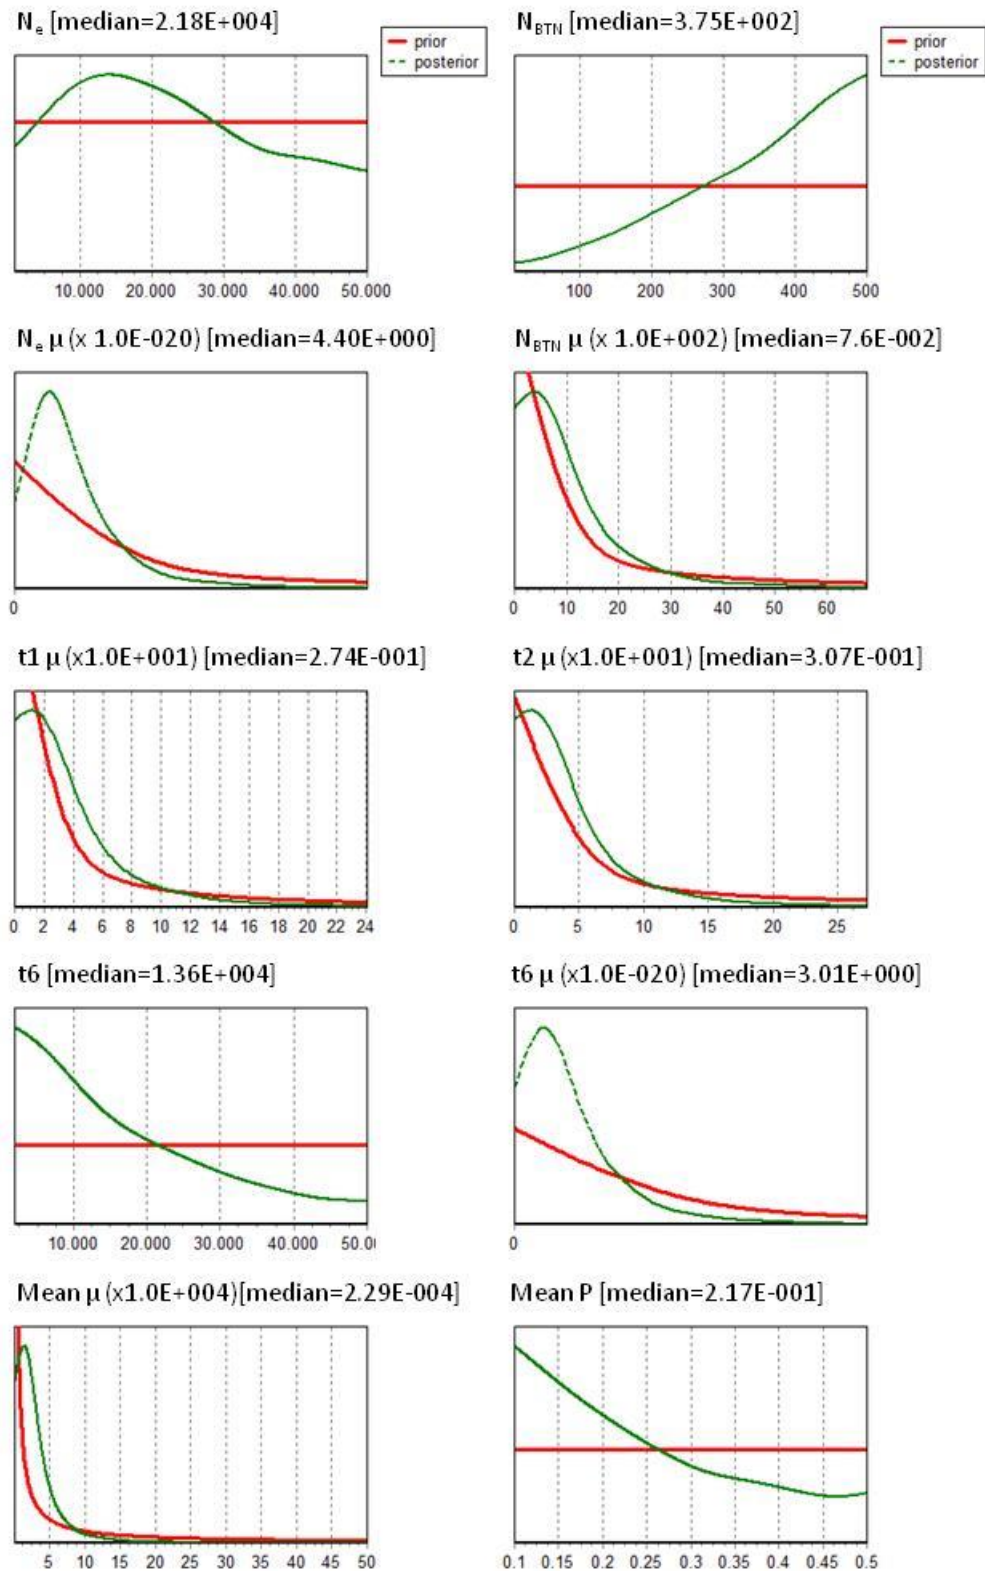 Nₑ [median=2.18E+004]
prior
posterior
10.000 20.000 30.000 40.000 50.000
N_BTN [median=3.75E+002]
prior
posterior
100 200 300 400 500
Nₑ μ (x 1.0E-020) [median=4.40E+000]
0
N_BTN μ (x 1.0E+002) [median=7.6E-002]
0 10 20 30 40 50 60
t1 μ (x1.0E+001) [median=2.74E-001]
0 2 4 6 8 10 12 14 16 18 20 22 24
t2 μ (x1.0E+001) [median=3.07E-001]
0 5 10 15 20 25
t6 [median=1.36E+004]
10.000 20.000 30.000 40.000 50.0
t6 μ (x1.0E-020) [median=3.01E+000]
0
Mean μ (x1.0E+004)[median=2.29E-004]
5 10 15 20 25 30 35 40 45 50
Mean P [median=2.17E-001]
0.1 0.15 0.2 0.25 0.3 0.35 0.4 0.45 0.5